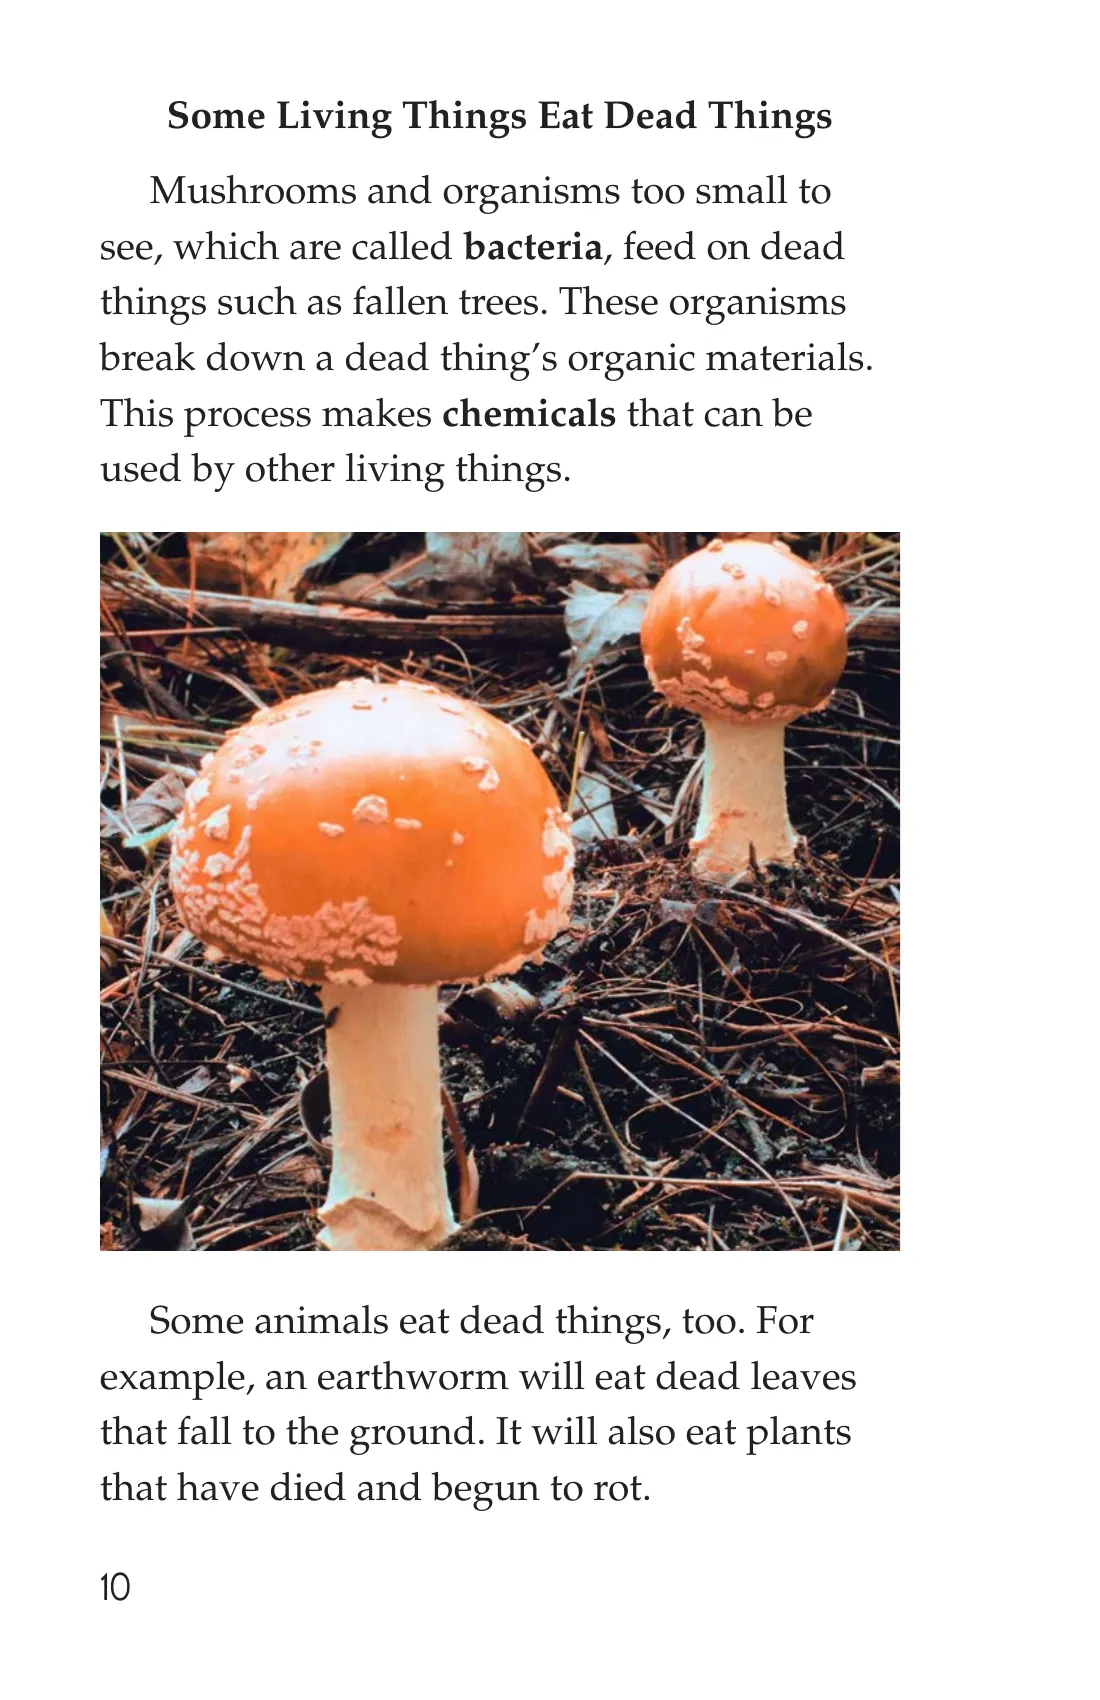 Some Living Things Eat Dead Things
Mushrooms and organisms too small to
see, which are called bacteria, feed on dead
things such as fallen trees. These organisms
break down a dead thing’s organic materials.
This process makes chemicals that can be
used by other living things.
Some animals eat dead things, too. For
example, an earthworm will eat dead leaves
that fall to the ground. It will also eat plants
that have died and begun to rot.
10